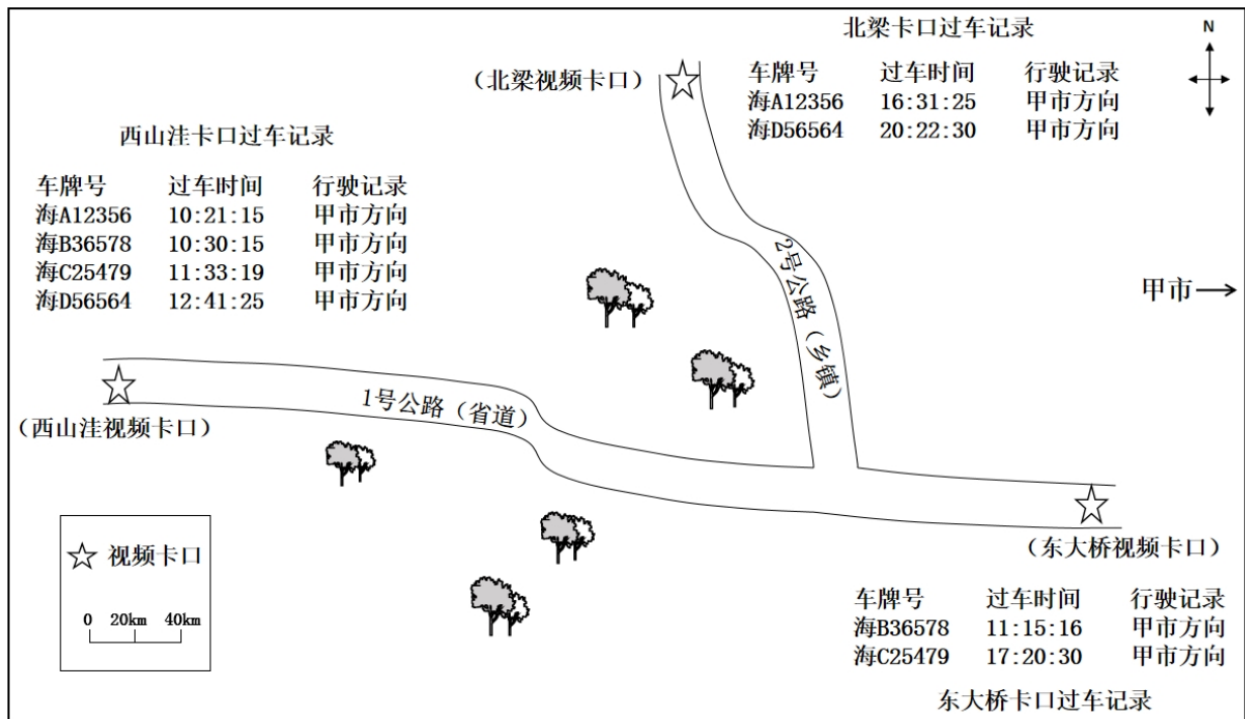 北梁卡口过车记录
N
(北梁视频卡口)
车牌号 过车时间 行驶记录
海A12356 16:31:25 甲市方向
海D56564 20:22:30 甲市方向
西山洼卡口过车记录
车牌号 过车时间 行驶记录
海A12356 10:21:15 甲市方向
海B36578 10:30:15 甲市方向
海C25479 11:33:19 甲市方向
海D56564 12:41:25 甲市方向
2号公路(乡镇)
甲市
1号公路(省道)
(西山洼视频卡口)
视频卡口
0 20km 40km
(东大桥视频卡口)
车牌号 过车时间 行驶记录
海B36578 11:15:16 甲市方向
海C25479 17:20:30 甲市方向
东大桥卡口过车记录